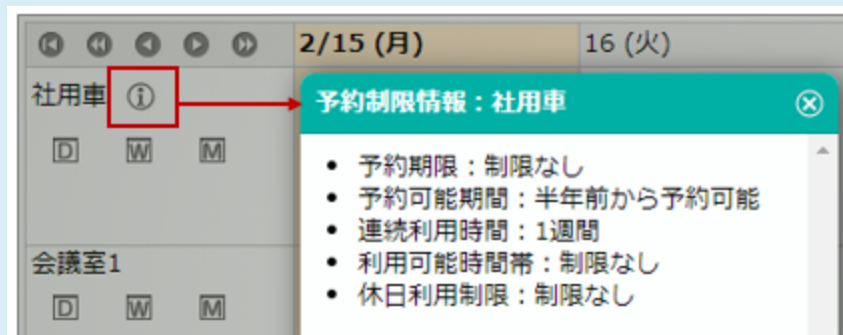 2/15 (月) 16 (火)
社用車
予約制限情報：社用車
D W M
・ 予約期限：制限なし
・ 予約可能期間：半年前から予約可能
・ 連続利用時間：1週間
・ 利用可能時間帯：制限なし
・ 休日利用制限：制限なし
会議室1
D W M